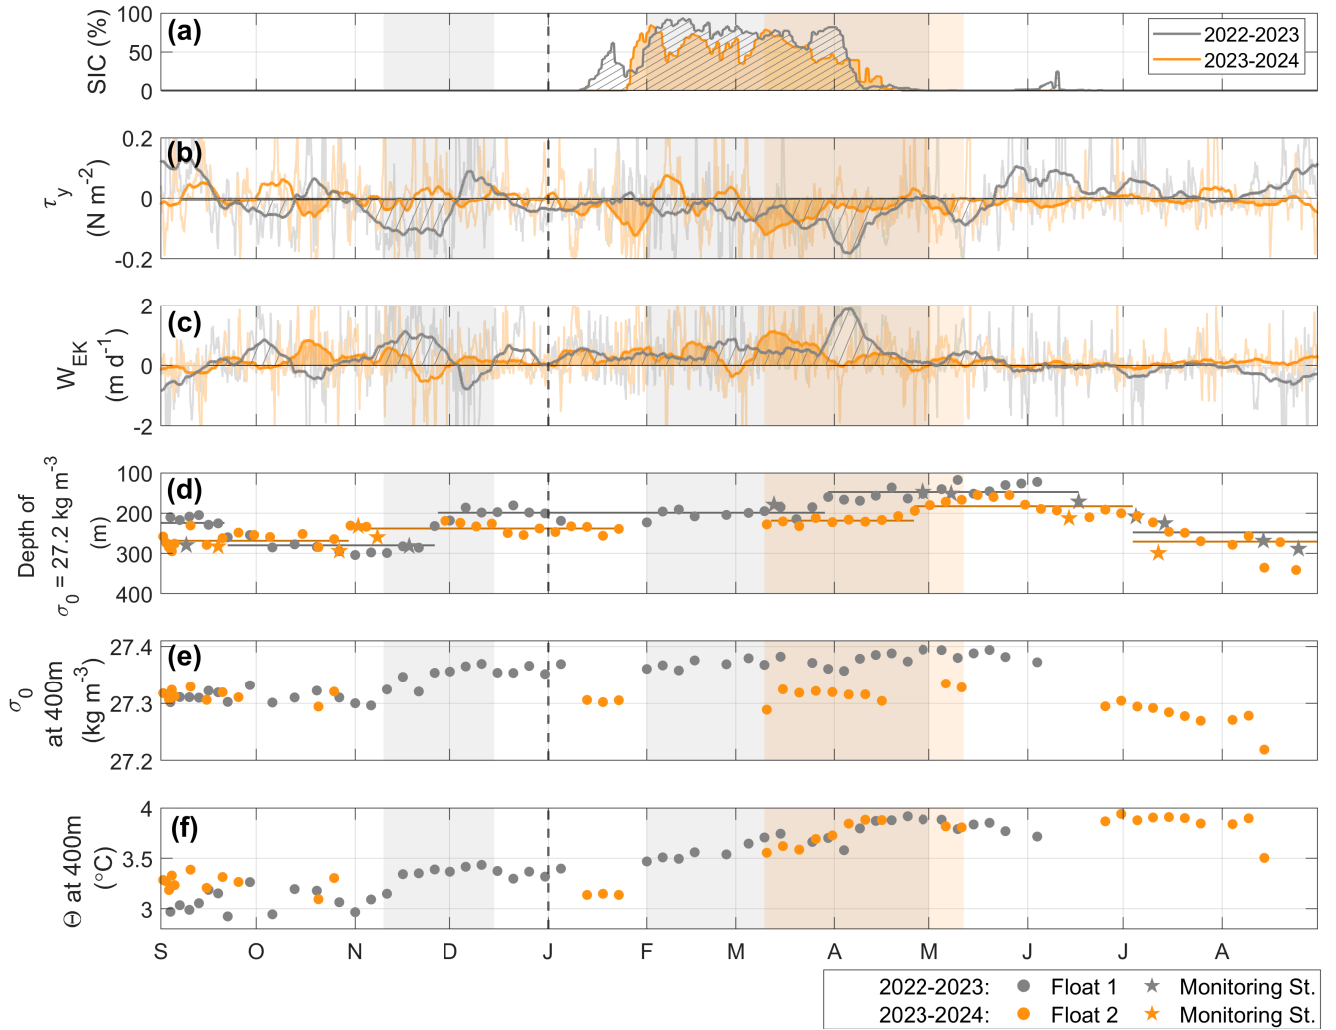 (a)
SIC (%)
100
50
0
2022-2023
2023-2024
(b)
τy
(N m-2)
0.2
0
-0.2
(c)
WEK
(m d-1)
2
0
-2
(d)
Depth of
σ0 = 27.2 kg m-3
(m)
100
200
300
400
(e)
σ0
at 400m
(kg m-3)
27.4
27.3
27.2
(f)
Θ at 400m
(°C)
4
3.5
3
S O N D J F M A M J J A
2022-2023: Float 1 Monitoring St.
2023-2024: Float 2 Monitoring St.